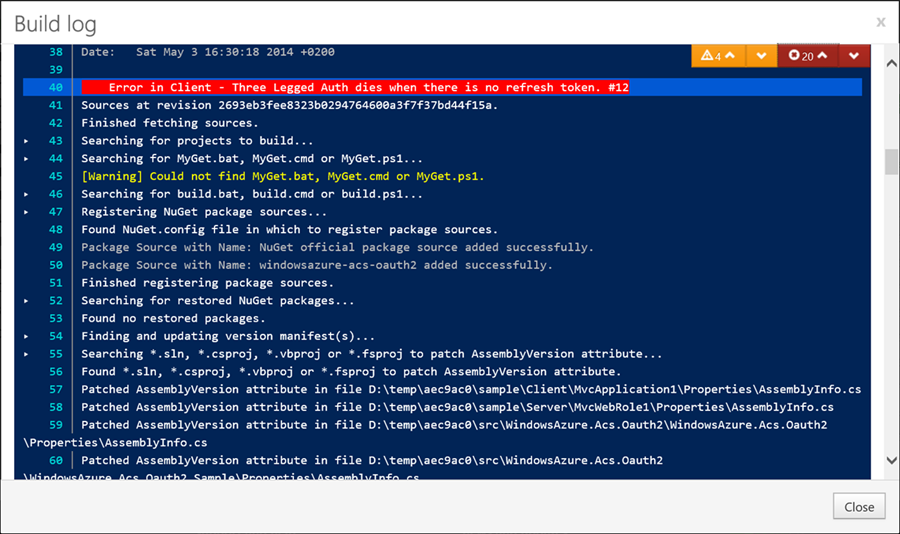 Build log
x
38 Date: Sat May 3 16:30:18 2014 +0200
4
20
39
40 Error in Client - Three Legged Auth dies when there is no refresh token. #12
41 Sources at revision 2693eb3fee8323b0294764600a3f7f37bd44f15a.
42 Finished fetching sources.
43 Searching for projects to build...
44 Searching for MyGet.bat, MyGet.cmd or MyGet.ps1...
45 [Warning] Could not find MyGet.bat, MyGet.cmd or MyGet.ps1.
46 Searching for build.bat, build.cmd or build.ps1...
47 Registering NuGet package sources...
48 Found NuGet.config file in which to register package sources.
49 Package Source with Name: NuGet official package source added successfully.
50 Package Source with Name: windowsazure-acs-oauth2 added successfully.
51 Finished registering package sources.
52 Searching for restored NuGet packages...
53 Found no restored packages.
54 Finding and updating version manifest(s)...
55 Searching *.sln, *.csproj, *.vbproj or *.fsproj to patch AssemblyVersion attribute...
56 Found *.sln, *.csproj, *.vbproj or *.fsproj to patch AssemblyVersion attribute.
57 Patched AssemblyVersion attribute in file D:\temp\aec9ac0\sample\Client\MvcApplication1\Properties\AssemblyInfo.cs
58 Patched AssemblyVersion attribute in file D:\temp\aec9ac0\sample\Server\MvcWebRole1\Properties\AssemblyInfo.cs
59 Patched AssemblyVersion attribute in file D:\temp\aec9ac0\src\WindowsAzure.Acs.Oauth2\WindowsAzure.Acs.Oauth2
\Properties\AssemblyInfo.cs
60 Patched AssemblyVersion attribute in file D:\temp\aec9ac0\src\WindowsAzure.Acs.Oauth2
\WindowsAzure.Acs.Oauth2.Sample\Properties\AssemblyInfo.cs
Close